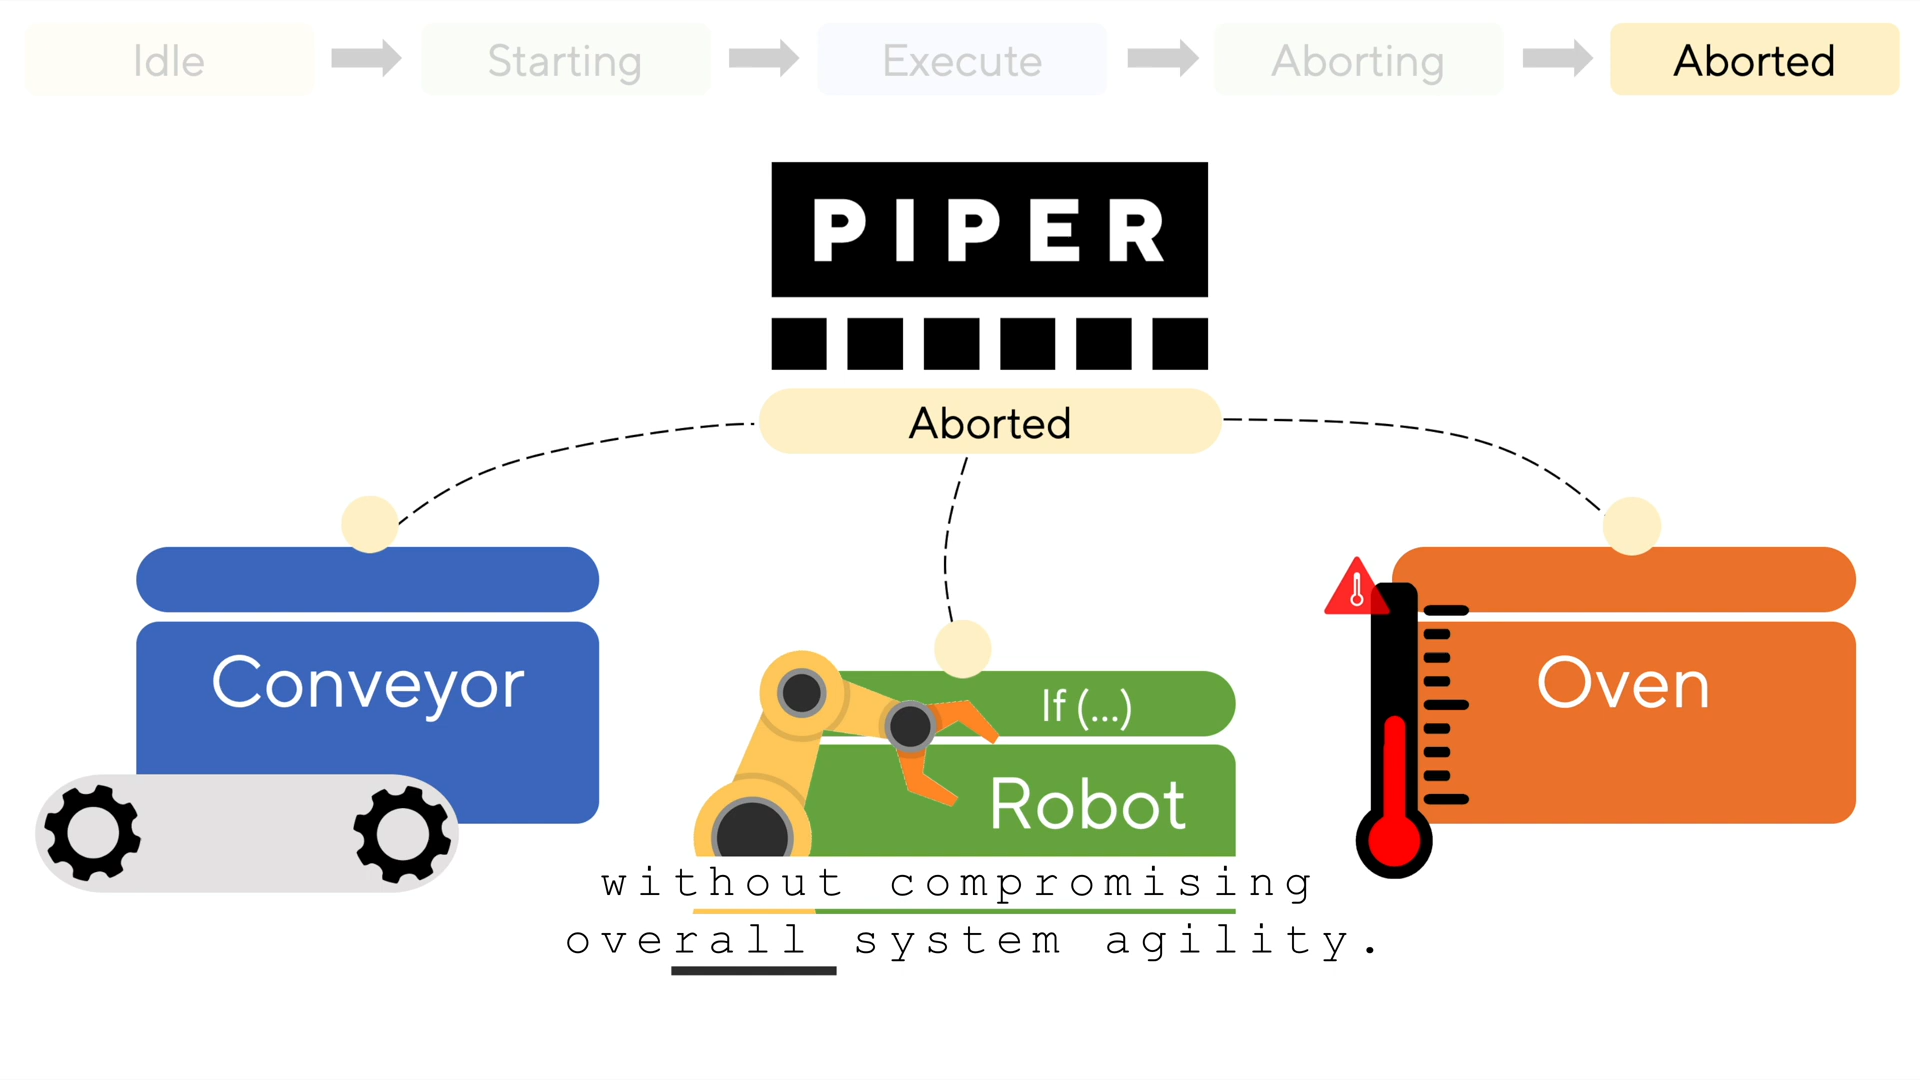 Idle Starting Execute Aborting Aborted
PIPER
Aborted
Conveyor
If (...)
Robot
Oven
without compromising
overall system agility.